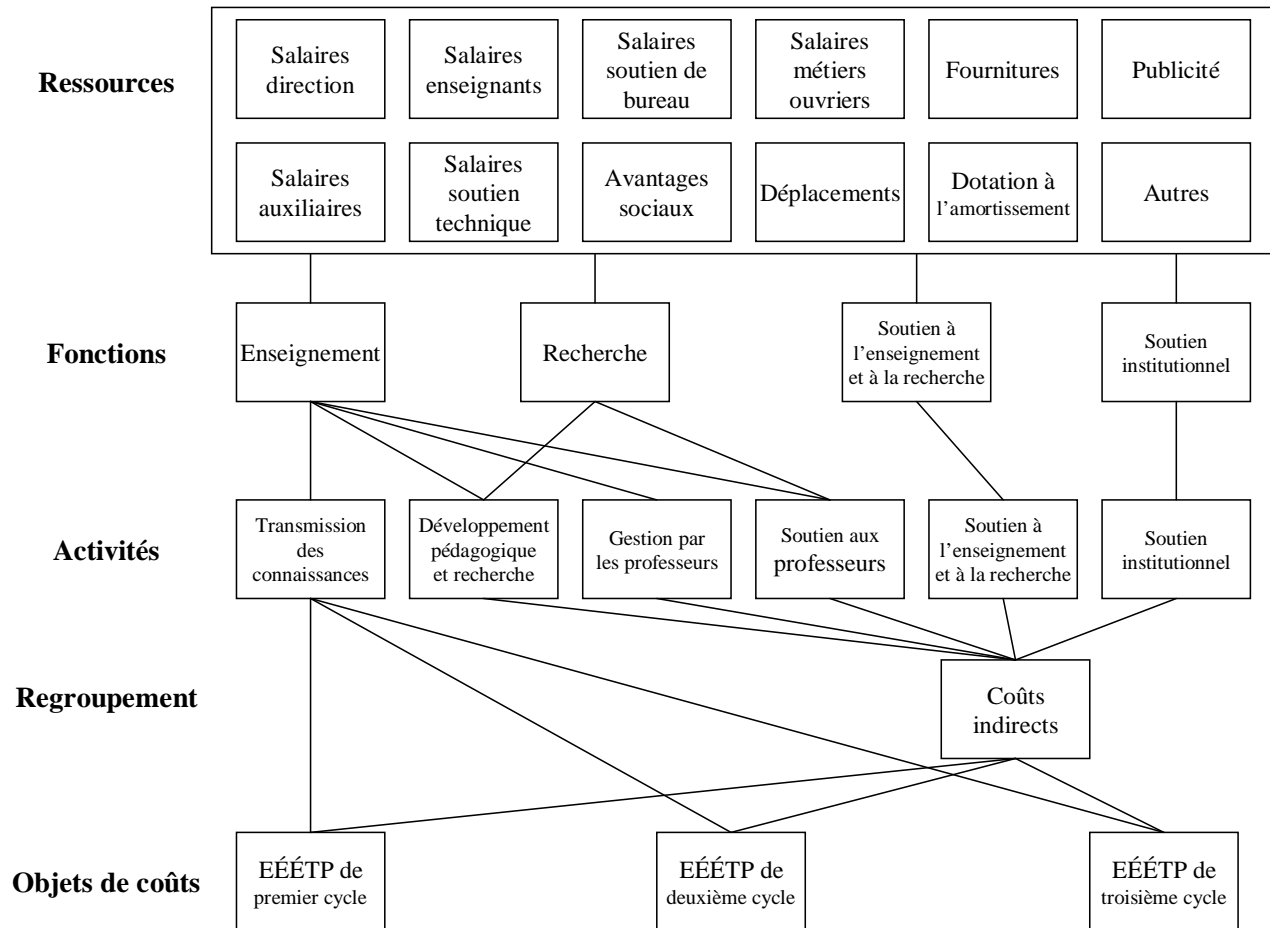 Ressources
Salaires
direction
Salaires
enseignants
Salaires
soutien de
bureau
Salaires
métiers
ouvriers
Fournitures
Publicité
Salaires
auxiliaires
Salaires
soutien
technique
Avantages
sociaux
Déplacements
Dotation à
l’amortissement
Autres
Fonctions
Enseignement
Recherche
Soutien à
l’enseignement
et à la recherche
Soutien
institutionnel
Activités
Transmission
des
connaissances
Développement
pédagogique
et recherche
Gestion par
les professeurs
Soutien aux
professeurs
Soutien à
l’enseignement
et à la recherche
Soutien
institutionnel
Regroupement
Coûts
indirects
Objets de coûts
EÉÉTP de
premier cycle
EÉÉTP de
deuxième cycle
EÉÉTP de
troisième cycle